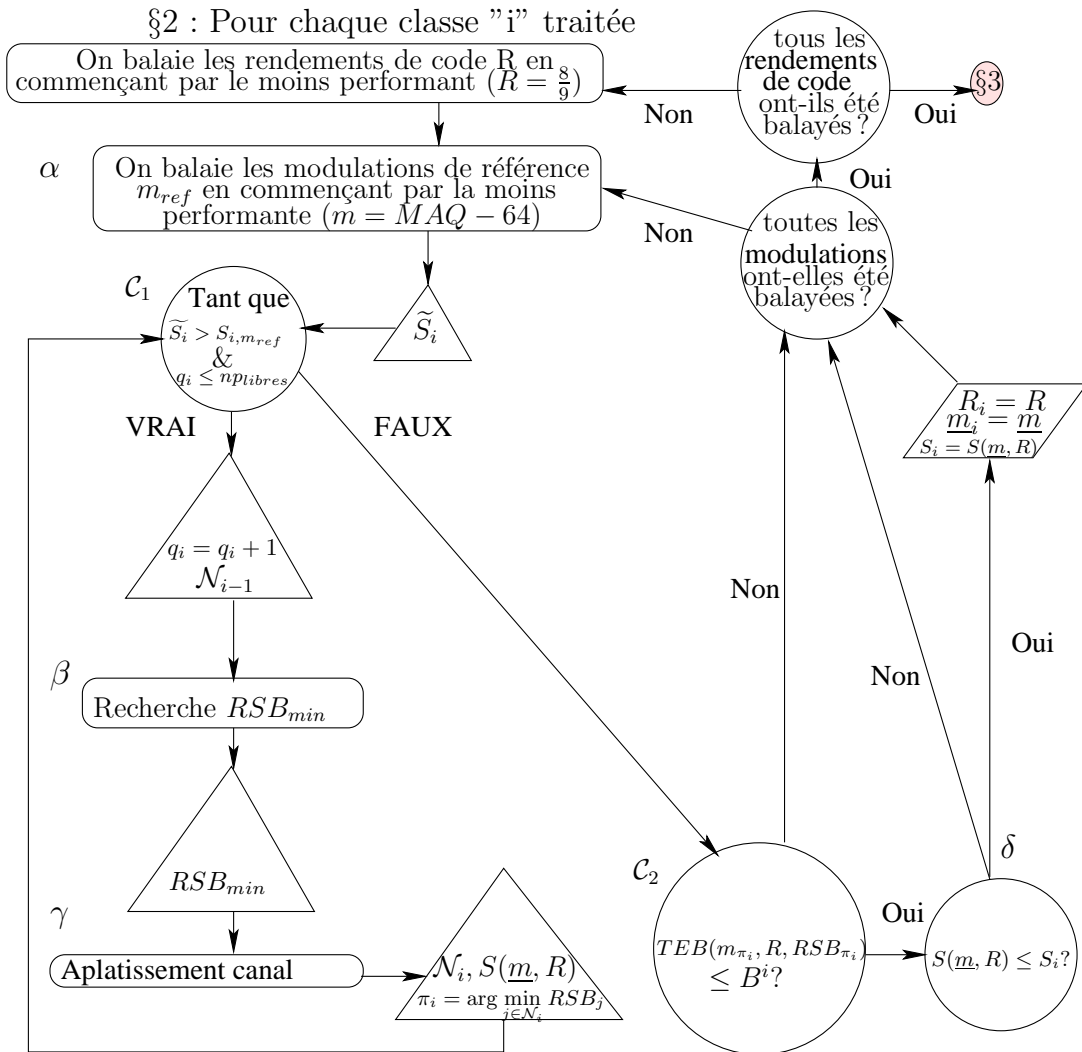 §2 : Pour chaque classe "i" traitée
On balaie les rendements de code R en
commençant par le moins performant (R = 8/9)
α
On balaie les modulations de référence
m_ref en commençant par la moins
performante (m = MAQ − 64)
tous les
rendements
de code
ont-ils été
balayés ?
Non
Oui
§3
Oui
toutes les
modulations
ont-elles été
balayées ?
Non
C_1
Tant que
S̃_i > S_{i,m_ref}
&
q_i ≤ np_libres
S̃_i
VRAI
FAUX
R_i = R
m̲_i = m̲
S_i = S(m̲, R)
q_i = q_i + 1
N_{i−1}
Non
Non
Oui
β
Recherche RSB_min
RSB_min
γ
Aplatissement canal
N_i, S(m̲, R)
π_i = arg min RSB_j
j∈N_i
C_2
TEB(m_{π_i}, R, RSB_{π_i})
≤ B^i?
Oui
δ
S(m̲, R) ≤ S_i?